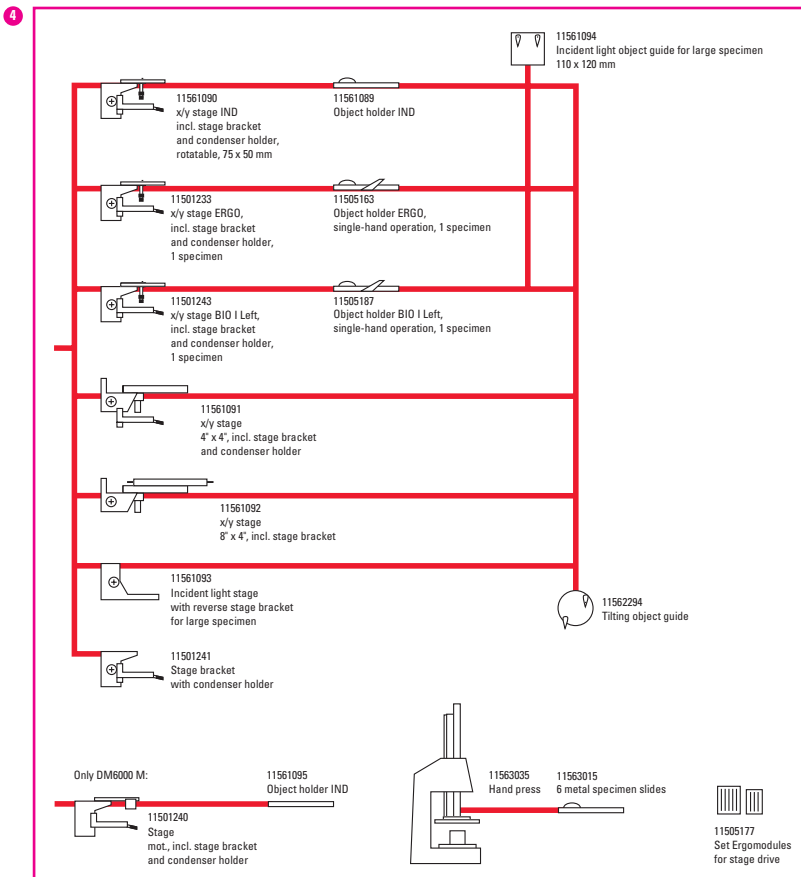 4
11561094
Incident light object guide for large specimen
110 x 120 mm
11561090
x/y stage IND
incl. stage bracket
and condenser holder,
rotatable, 75 x 50 mm
11561089
Object holder IND
11501233
x/y stage ERGO,
incl. stage bracket
and condenser holder,
1 specimen
11505163
Object holder ERGO,
single-hand operation, 1 specimen
11501243
x/y stage BIO I Left,
incl. stage bracket
and condenser holder,
1 specimen
11505187
Object holder BIO I Left,
single-hand operation, 1 specimen
11561091
x/y stage
4" x 4", incl. stage bracket
and condenser holder
11561092
x/y stage
8" x 4", incl. stage bracket
11561093
Incident light stage
with reverse stage bracket
for large specimen
11562294
Tilting object guide
11501241
Stage bracket
with condenser holder
Only DM6000 M:
11561095
Object holder IND
11501240
Stage
mot., incl. stage bracket
and condenser holder
11563035
Hand press
11563015
6 metal specimen slides
11505177
Set Ergomodules
for stage drive